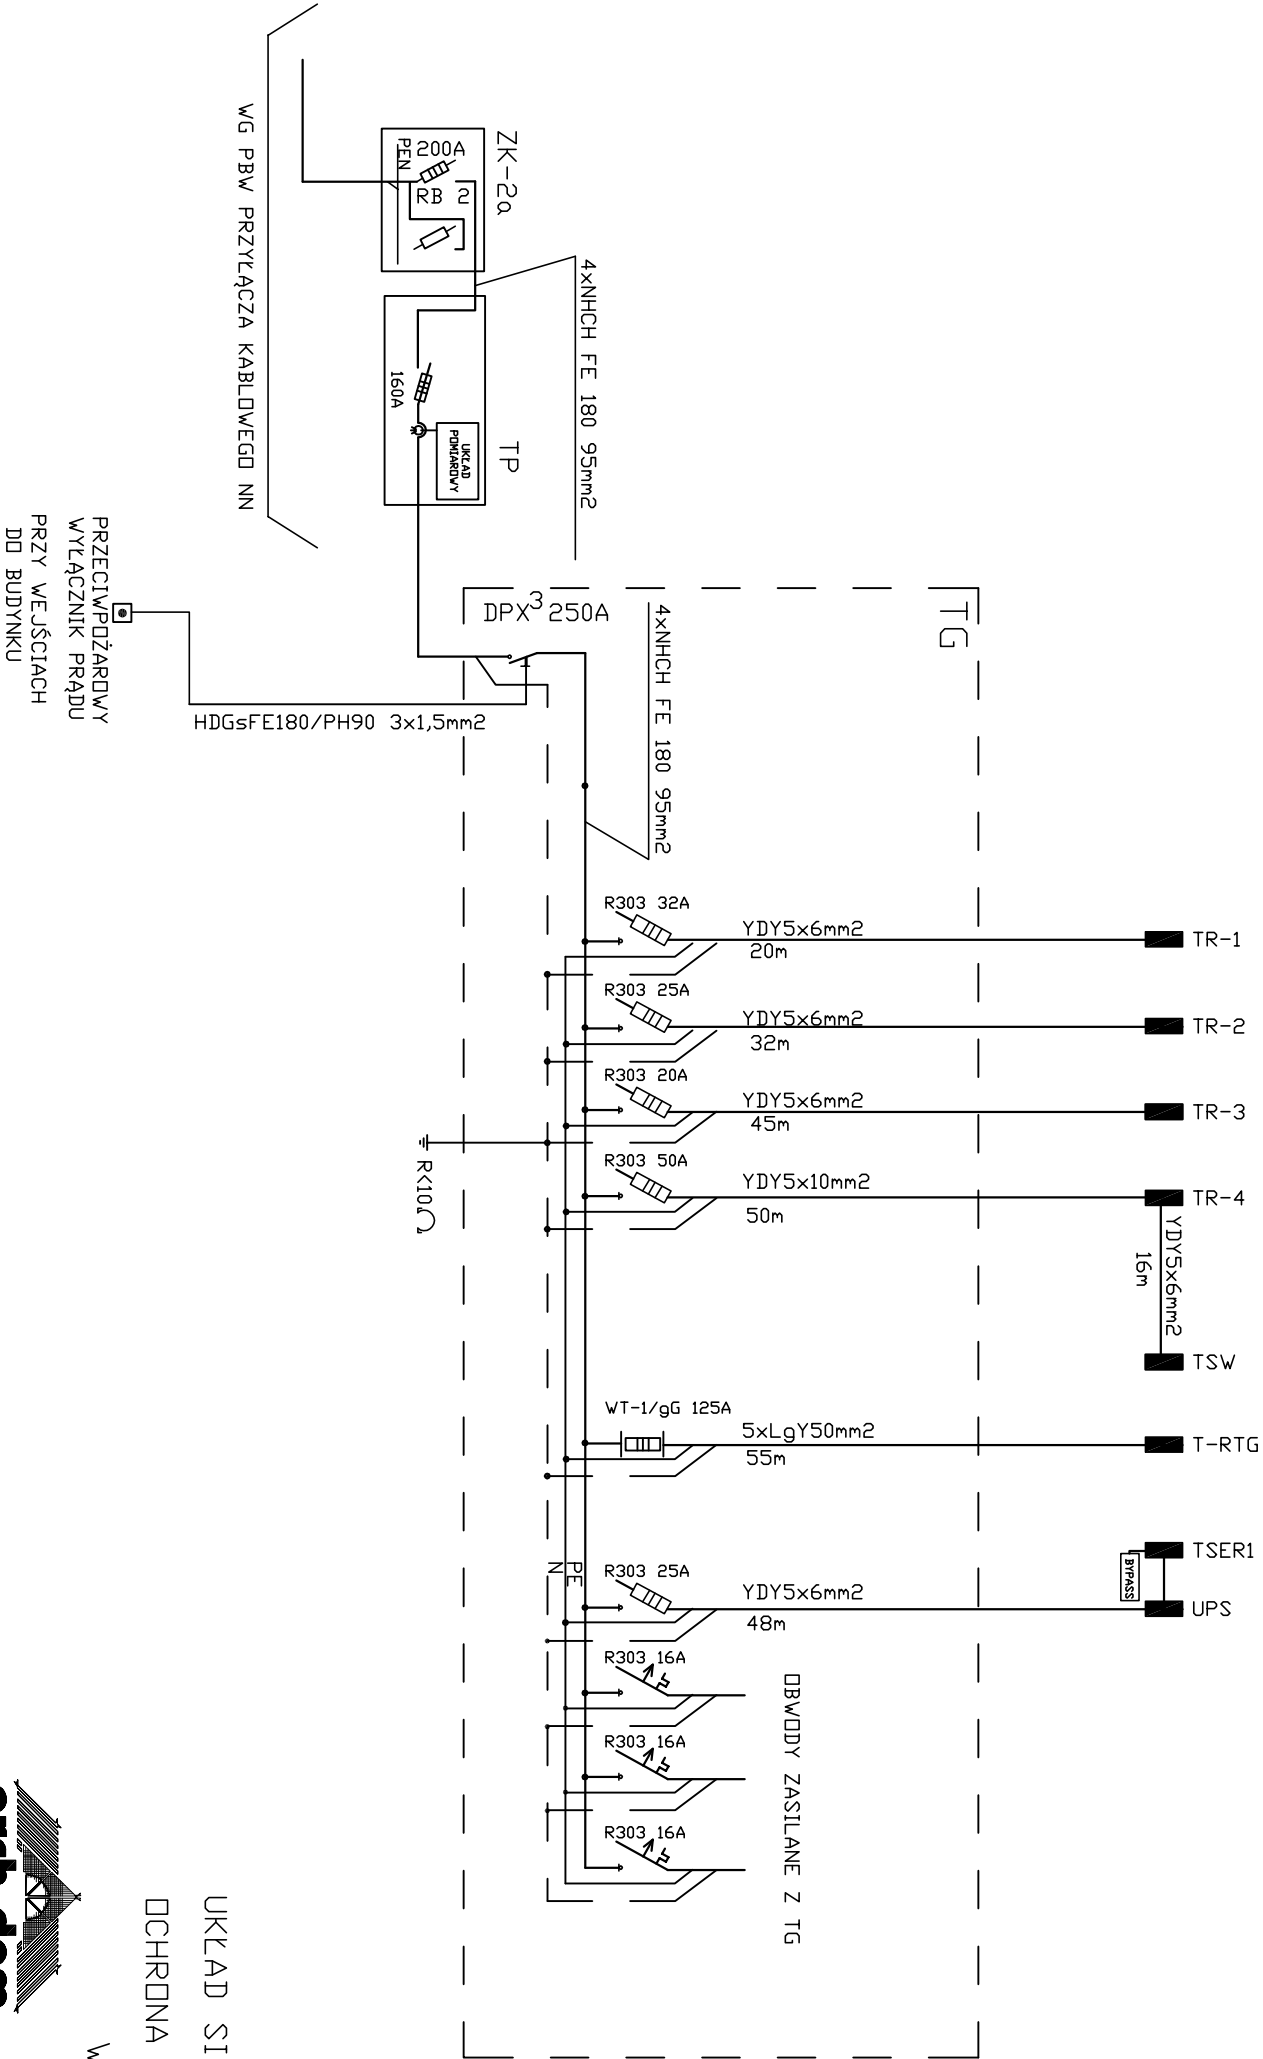 ZK-2a
200A
PEN
RB 2
WG PBW PRZYŁĄCZA KABLOWEGO NN
4xNHCH FE 180 95mm2
160A
UKŁAD
POMIAROWY
TP
PRZECIWPOŻAROWY
WYŁĄCZNIK PRĄDU
PRZY WEJŚCIACH
DO BUDYNKU
HDGsFE180/PH90 3x1,5mm2
DPX3 250A
TG
4xNHCH FE 180 95mm2
R303 32A
YDY5x6mm2
20m
TR-1
R303 25A
YDY5x6mm2
32m
TR-2
R303 20A
YDY5x6mm2
45m
TR-3
R<10Ω
R303 50A
YDY5x10mm2
50m
TR-4
YDY5x6mm2
16m
TSW
WT-1/gG 125A
5xLgY50mm2
55m
T-RTG
TSER1
BYPASS
PE
N
R303 25A
YDY5x6mm2
48m
UPS
R303 16A
R303 16A
R303 16A
OBWODY ZASILANE Z TG
UKŁAD SI
OCHRONA
W